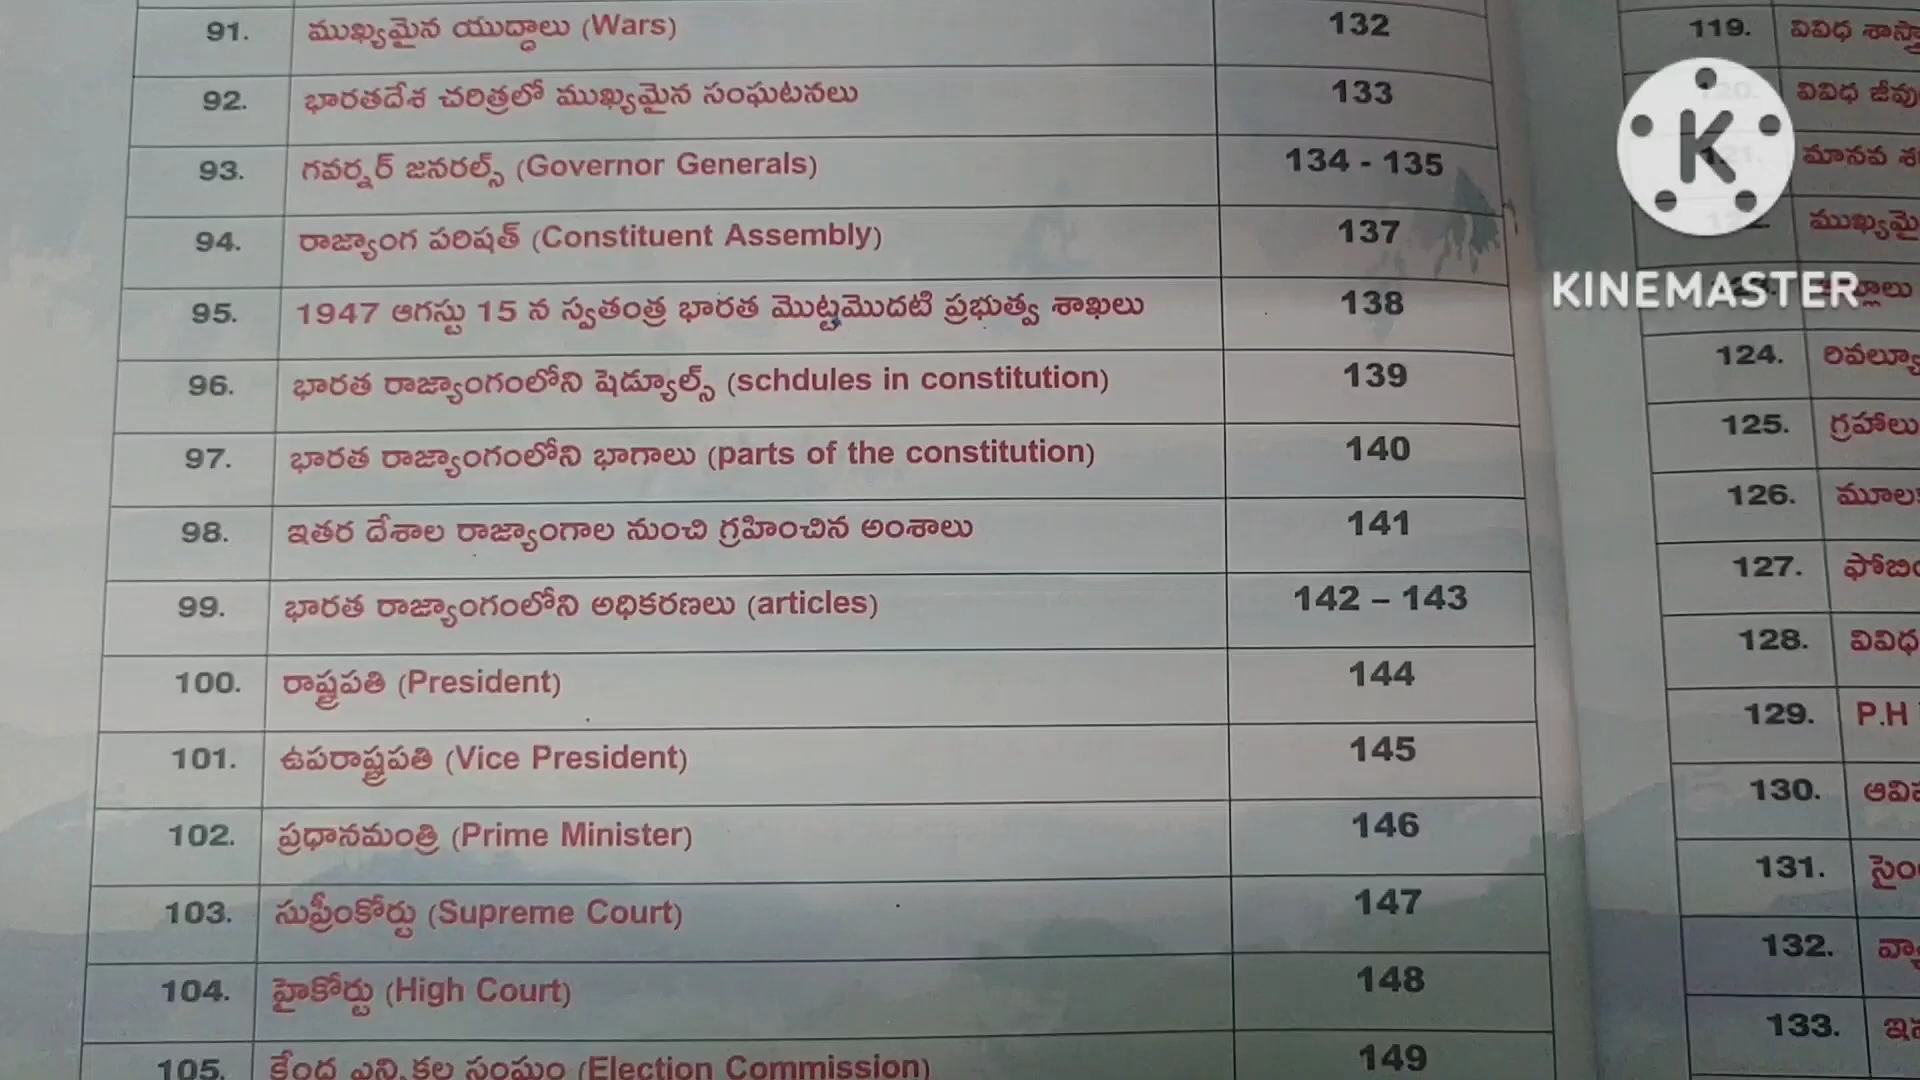 91. ముఖ్యమైన యుద్ధాలు (Wars) 132
92. భారతదేశ చరిత్రలో ముఖ్యమైన సంఘటనలు 133
93. గవర్నర్ జనరల్స్ (Governor Generals) 134 - 135
94. రాజ్యాంగ పరిషత్ (Constituent Assembly) 137
95. 1947 ఆగస్టు 15 న స్వతంత్ర భారత మొట్టమొదటి ప్రభుత్వ శాఖలు 138
96. భారత రాజ్యాంగంలోని షెడ్యూల్స్ (schdules in constitution) 139
97. భారత రాజ్యాంగంలోని భాగాలు (parts of the constitution) 140
98. ఇతర దేశాల రాజ్యాంగాల నుంచి గ్రహించిన అంశాలు 141
99. భారత రాజ్యాంగంలోని అధికరణలు (articles) 142 – 143
100. రాష్ట్రపతి (President) 144
101. ఉపరాష్ట్రపతి (Vice President) 145
102. ప్రధానమంత్రి (Prime Minister) 146
103. సుప్రీంకోర్టు (Supreme Court) 147
104. హైకోర్టు (High Court) 148
105. కేంద్ర ఎన్నికల సంఘం (Election Commission) 149
119. వివిధ
వివిధ
మానవ
K
KINEMASTER
124.
125. గ్రహాలు
126.
127.
128. వివిధ
129. P.H
130.
131.
132.
133.